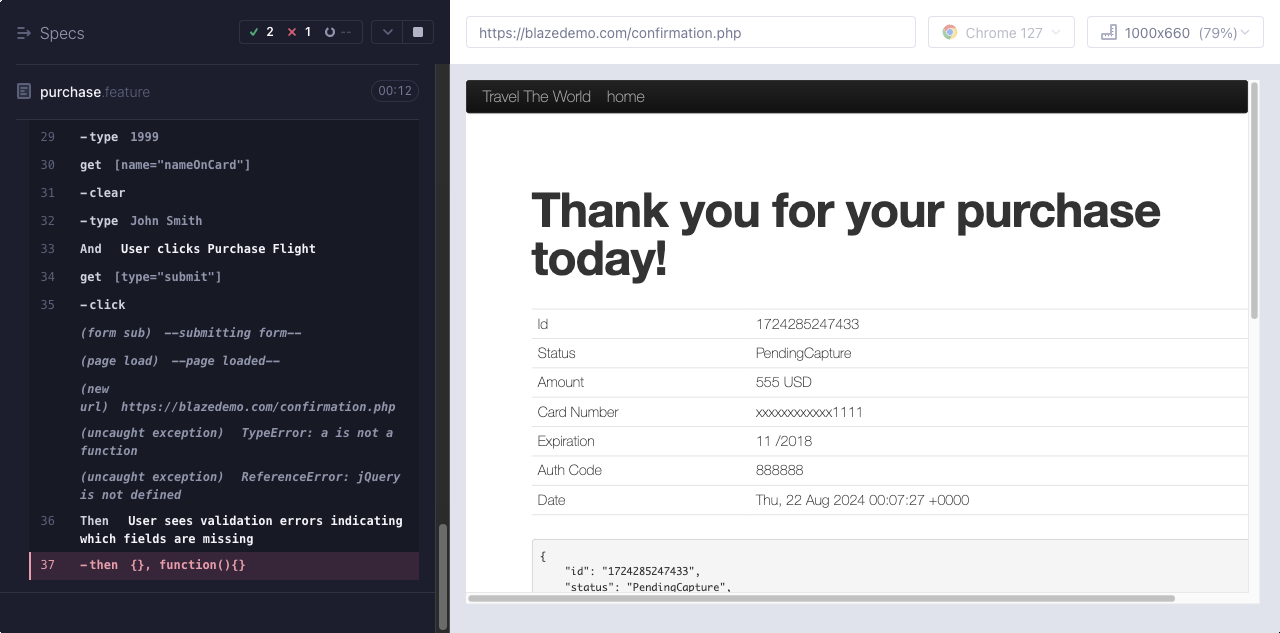 Specs
2
1
--
https://blazedemo.com/confirmation.php
Chrome 127
1000x660 (79%)
purchase.feature
00:12
29 -type 1999
30 get [name="nameOnCard"]
31 -clear
32 -type John Smith
33 And User clicks Purchase Flight
34 get [type="submit"]
35 -click
(form sub) --submitting form--
(page load) --page loaded--
(new
url) https://blazedemo.com/confirmation.php
(uncaught exception) TypeError: a is not a
function
(uncaught exception) ReferenceError: jQuery
is not defined
36 Then User sees validation errors indicating
which fields are missing
37 -then {}, function(){}
Travel The World home
Thank you for your purchase
today!
Id 1724285247433
Status PendingCapture
Amount 555 USD
Card Number xxxxxxxxxxxx1111
Expiration 11 /2018
Auth Code 888888
Date Thu, 22 Aug 2024 00:07:27 +0000
{
"id": "1724285247433",
"status": "PendingCapture",